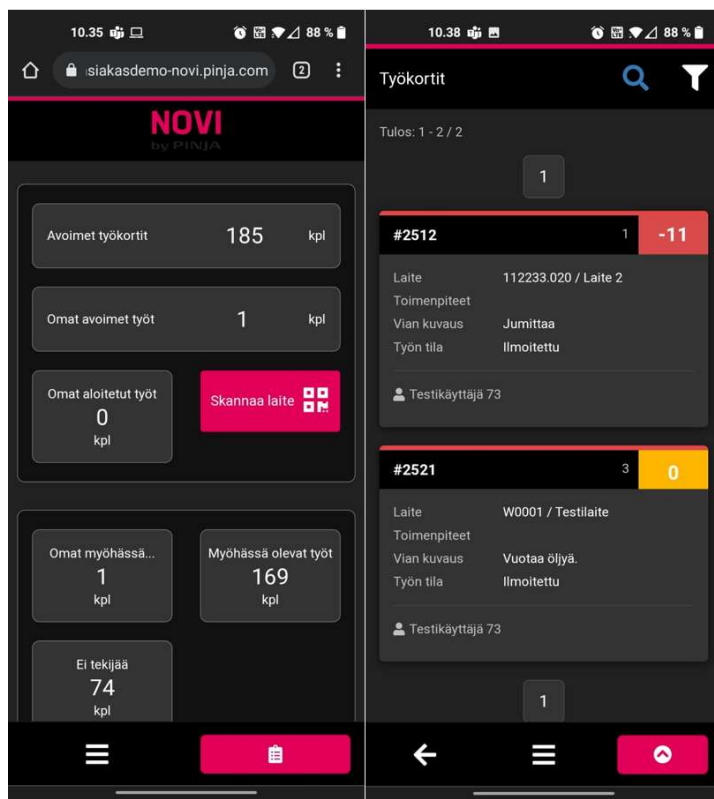 10.35
88 %
siakasdemo-novi.pinja.com
2
NOVI
by PINJA
Avoimet työkortit 185 kpl
Omat avoimet työt 1 kpl
Omat aloitetut työt
0
kpl
Skannaa laite
Omat myöhässä...
1
kpl
Myöhässä olevat työt
169
kpl
Ei tekijää
74
kpl
10.38
88 %
Työkortit
Tulos: 1 - 2 / 2
1
#2512 1 -11
Laite 112233.020 / Laite 2
Toimenpiteet
Vian kuvaus Jumittaa
Työn tila Ilmoitettu
Testikäyttäjä 73
#2521 3 0
Laite W0001 / Testilaite
Toimenpiteet
Vian kuvaus Vuotaa öljyä.
Työn tila Ilmoitettu
Testikäyttäjä 73
1